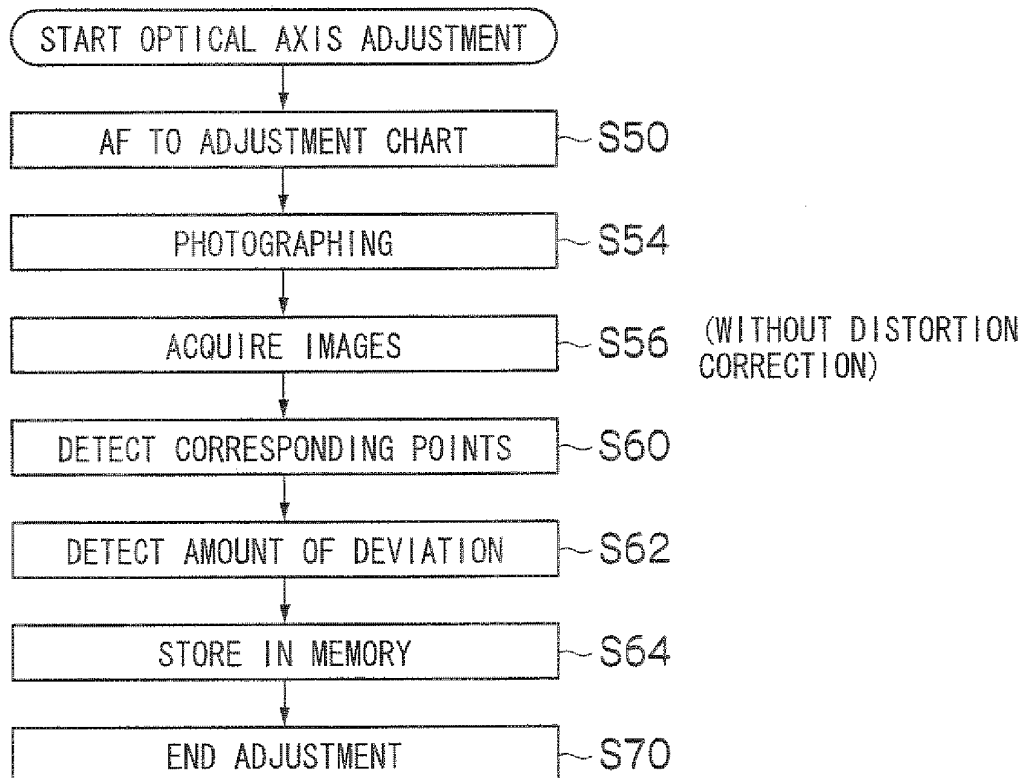 START OPTICAL AXIS ADJUSTMENT
AF TO ADJUSTMENT CHART
S50
PHOTOGRAPHING
S54
ACQUIRE IMAGES
S56
(WITHOUT DISTORTION
CORRECTION)
DETECT CORRESPONDING POINTS
S60
DETECT AMOUNT OF DEVIATION
S62
STORE IN MEMORY
S64
END ADJUSTMENT
S70